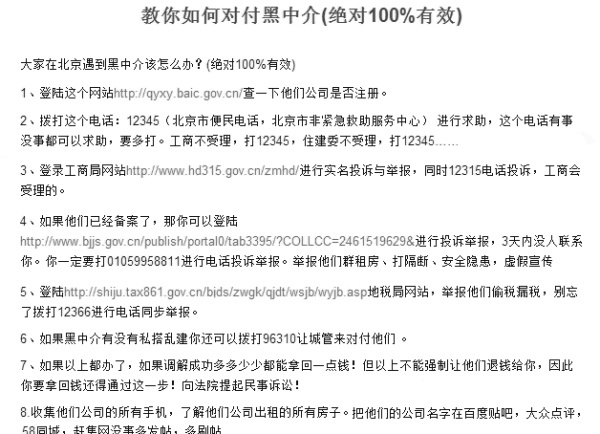 教你如何对付黑中介(绝对100%有效)
大家在北京遇到黑中介该怎么办？(绝对100%有效)
1、登陆这个网站http://qyxy.baic.gov.cn/查一下他们公司是否注册。
2、拨打这个电话：12345（北京市便民电话，北京市非紧急救助服务中心） 进行求助，这个电话有事
没事都可以求助，要多打。工商不受理，打12345，住建委不受理，打12345……
3、登录工商局网站http://www.hd315.gov.cn/zmhd/进行实名投诉与举报，同时12315电话投诉，工商会
受理的。
4、如果他们已经备案了，那你可以登陆
http://www.bjjs.gov.cn/publish/portal0/tab3395/?COLLCC=2461519629&进行投诉举报，3天内没人联系
你。你一定要打01059958811进行电话投诉举报。举报他们群租房、打隔断、安全隐患，虚假宣传
5、登陆http://shiju.tax861.gov.cn/bjds/zwgk/qjdt/wsjb/wyjb.asp地税局网站，举报他们偷税漏税，别忘
了拨打12366进行电话同步举报。
6、如果黑中介有没有私搭乱建你还可以拨打96310让城管来对付他们 。
7、如果以上都办了，如果调解成功多多少少都能拿回一点钱！但以上不能强制让他们退钱给你，因此
你要拿回钱还得通过这一步！向法院提起民事诉讼！
8.收集他们公司的所有手机，了解他们公司出租的所有房子。把他们的公司名字在百度贴吧，大众点评，
58同城，赶集网没事多发帖，多刷帖